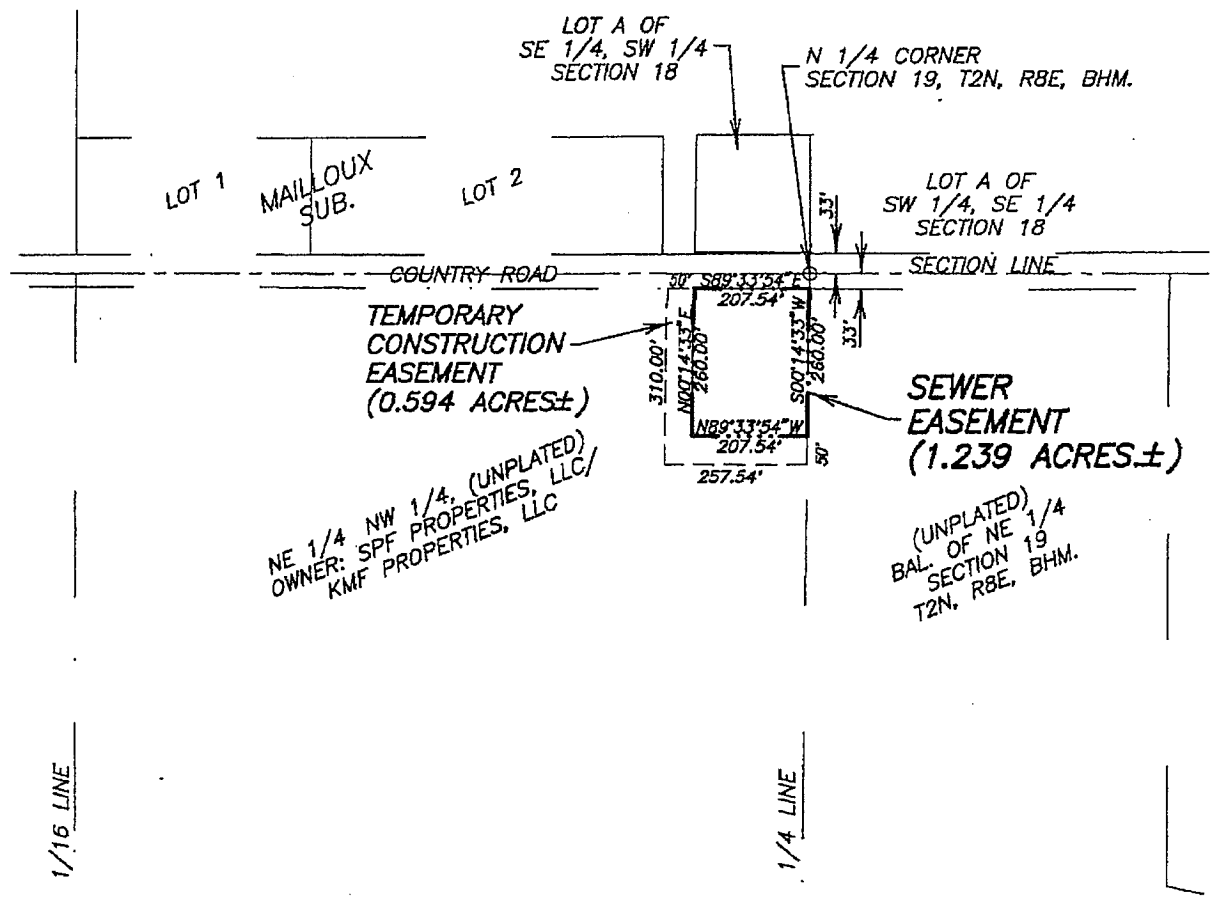 LOT A OF
SE 1/4, SW 1/4
SECTION 18
N 1/4 CORNER
SECTION 19, T2N, R8E, BHM.
LOT 1
MAILLOUX
SUB.
LOT 2
33'
LOT A OF
SW 1/4, SE 1/4
SECTION 18
COUNTRY ROAD
SECTION LINE
50'
S89°33'54"E
207.54'
33'
TEMPORARY
CONSTRUCTION
EASEMENT
(0.594 ACRES±)
310.00'
N00°14'33"E
260.00'
S00°14'33"W
260.00'
N89°33'54"W
207.54'
50'
257.54'
SEWER
EASEMENT
(1.239 ACRES±)
NE 1/4 NW 1/4, (UNPLATED)
OWNER: SPF PROPERTIES, LLC/
KMF PROPERTIES, LLC
(UNPLATED)
BAL. OF NE 1/4
SECTION 19
T2N, R8E, BHM.
1/16 LINE
1/4 LINE